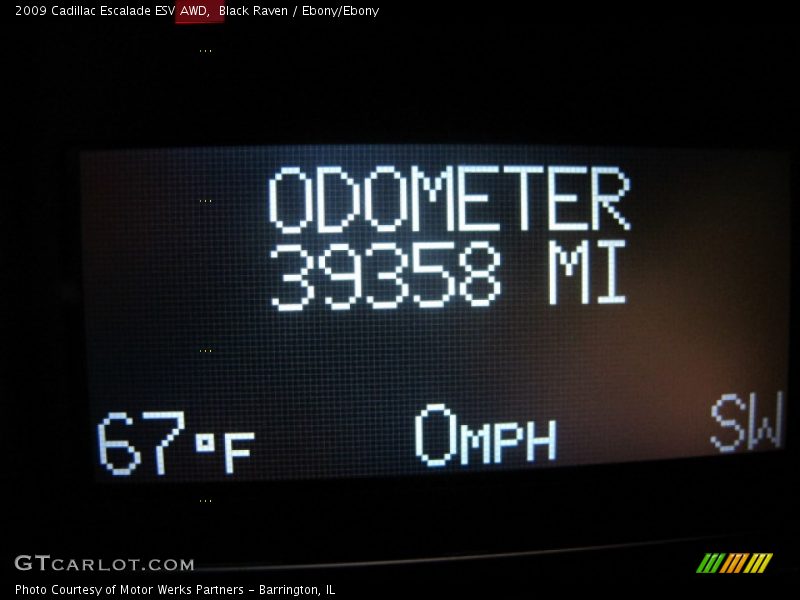 2009 Cadillac Escalade ESV AWD, Black Raven / Ebony/Ebony
ODOMETER
39358 MI
67°F 0MPH SW
GTCARLOT.COM
Photo Courtesy of Motor Werks Partners - Barrington, IL